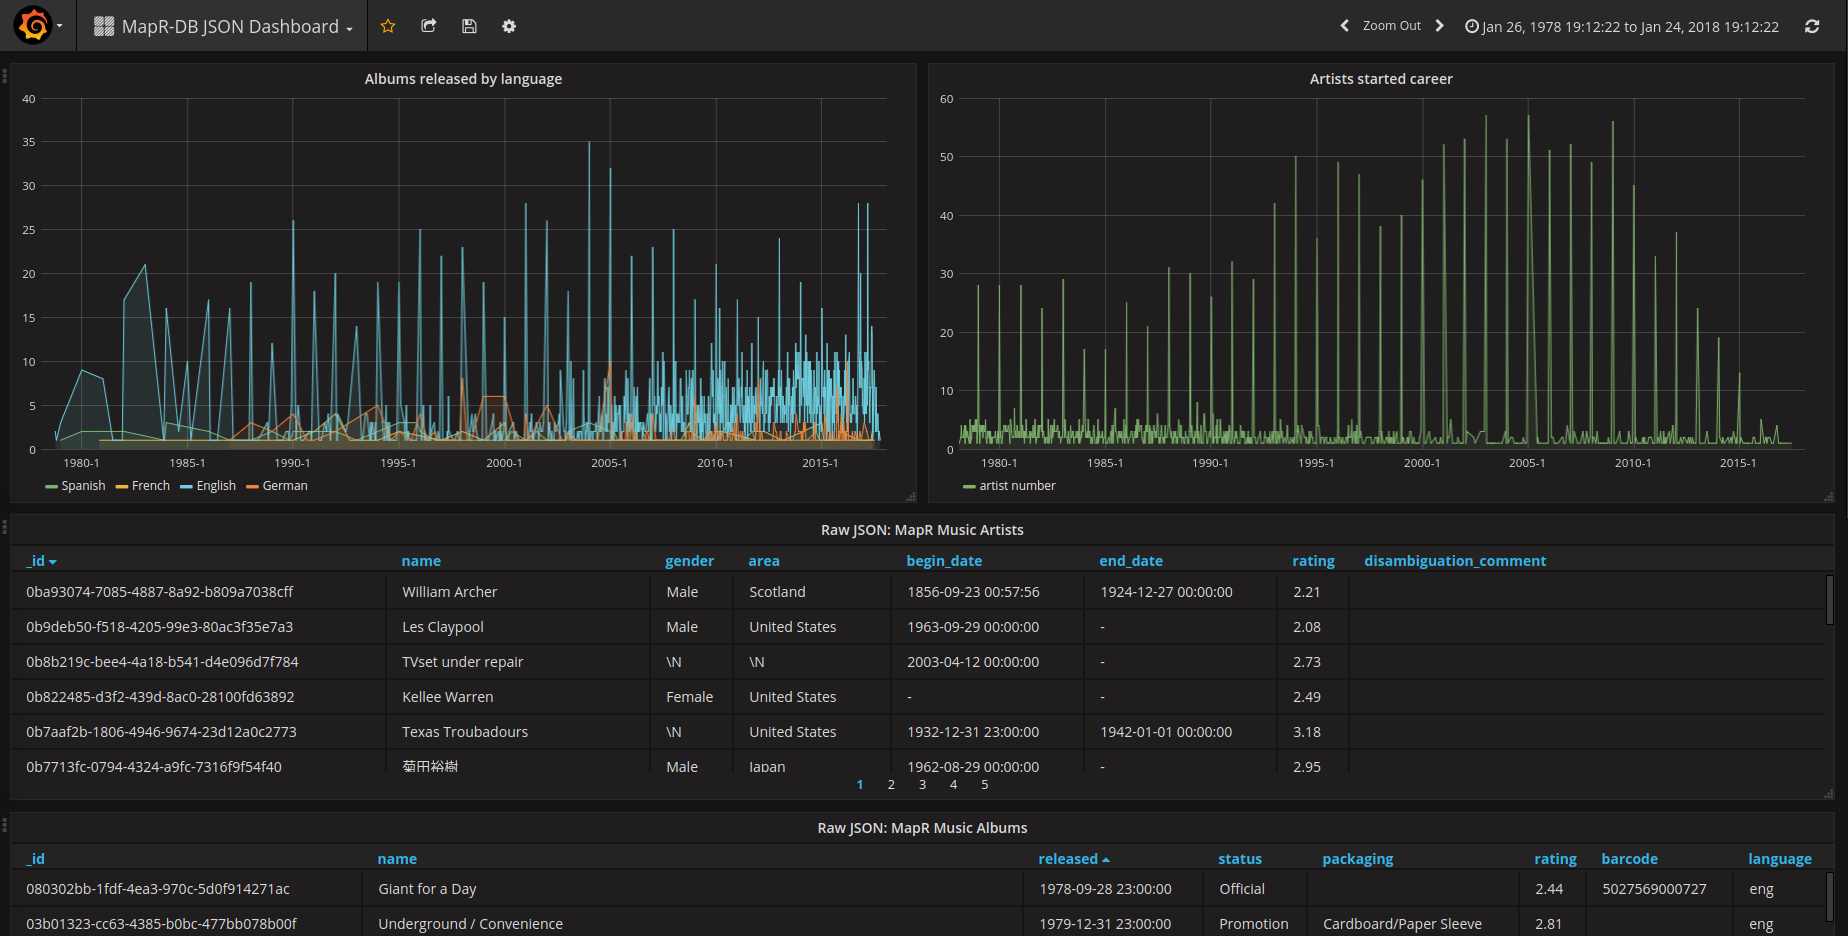 MapR-DB JSON Dashboard
Zoom Out
Jan 26, 1978 19:12:22 to Jan 24, 2018 19:12:22
Albums released by language
40
35
30
25
20
15
10
5
0
1980-1 1985-1 1990-1 1995-1 2000-1 2005-1 2010-1 2015-1
Spanish French English German
Artists started career
60
50
40
30
20
10
0
1980-1 1985-1 1990-1 1995-1 2000-1 2005-1 2010-1 2015-1
artist number
Raw JSON: MapR Music Artists
_id name gender area begin_date end_date rating disambiguation_comment
0ba93074-7085-4887-8a92-b809a7038cff William Archer Male Scotland 1856-09-23 00:57:56 1924-12-27 00:00:00 2.21
0b9deb50-f518-4205-99e3-80ac3f35e7a3 Les Claypool Male United States 1963-09-29 00:00:00 - 2.08
0b8b219c-bee4-4a18-b541-d4e096d7f784 TVset under repair \N \N 2003-04-12 00:00:00 - 2.73
0b822485-d3f2-439d-8ac0-28100fd63892 Kellee Warren Female United States - - 2.49
0b7aaf2b-1806-4946-9674-23d12a0c2773 Texas Troubadours \N United States 1932-12-31 23:00:00 1942-01-01 00:00:00 3.18
0b7713fc-0794-4324-a9fc-7316f9f54f40 菊田裕樹 Male Japan 1962-08-29 00:00:00 - 2.95
1 2 3 4 5
Raw JSON: MapR Music Albums
_id name released status packaging rating barcode language
080302bb-1fdf-4ea3-970c-5d0f914271ac Giant for a Day 1978-09-28 23:00:00 Official 2.44 5027569000727 eng
03b01323-cc63-4385-b0bc-477bb078b00f Underground / Convenience 1979-12-31 23:00:00 Promotion Cardboard/Paper Sleeve 2.81 eng